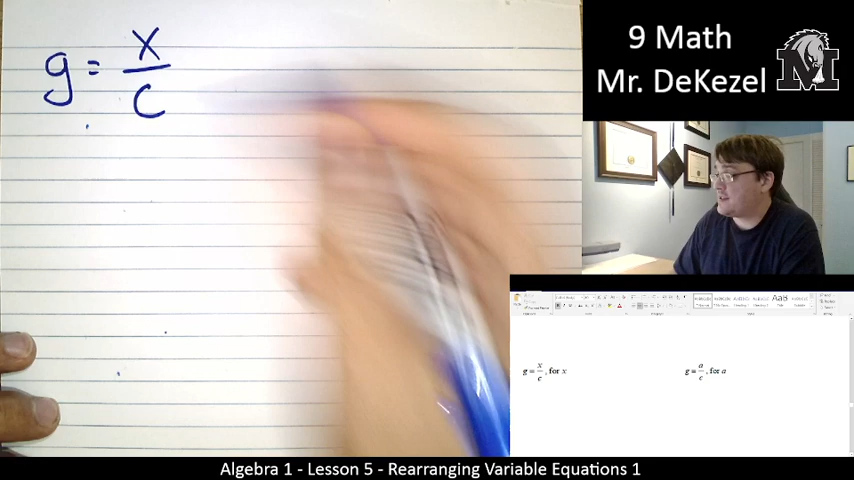 g = x/c
9 Math
Mr. DeKezel
M
g = x/c , for x
g = a/c , for a
Algebra 1 - Lesson 5 - Rearranging Variable Equations 1